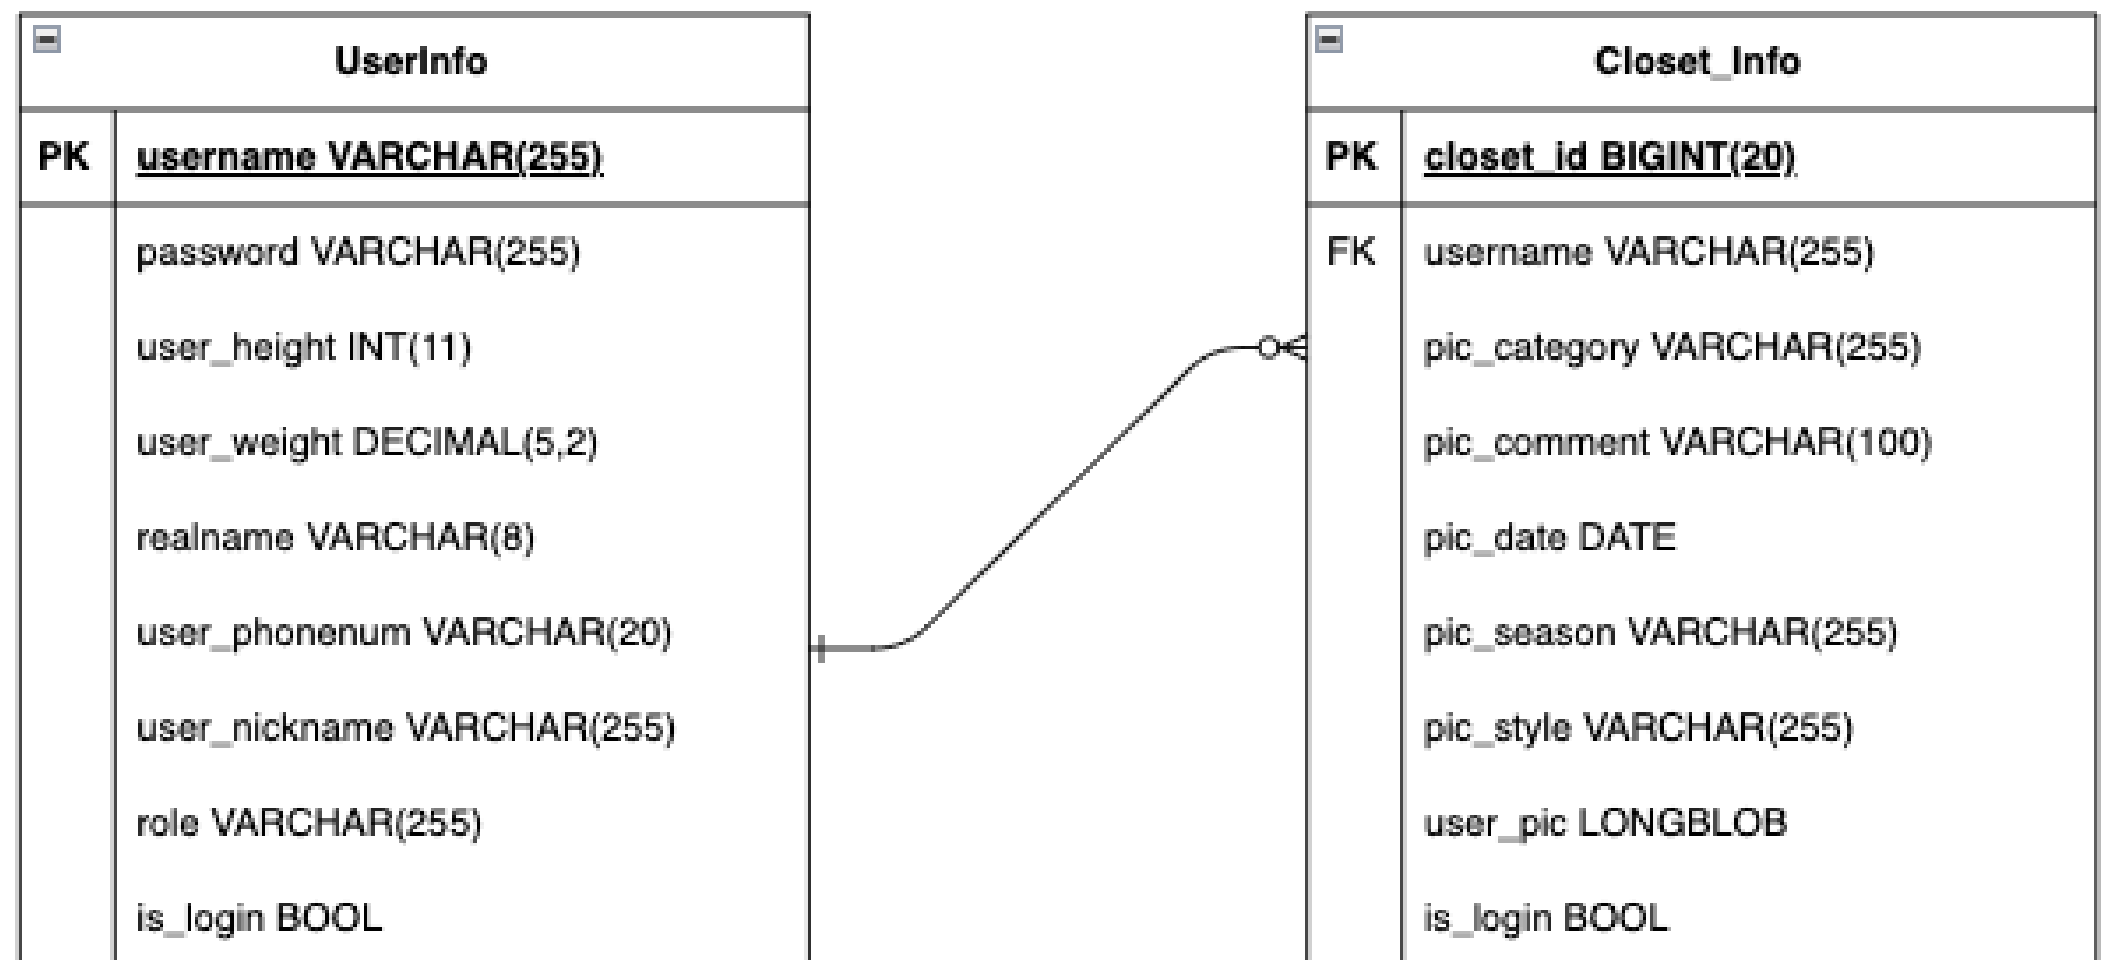 UserInfo
PK username VARCHAR(255)
password VARCHAR(255)
user_height INT(11)
user_weight DECIMAL(5,2)
realname VARCHAR(8)
user_phonenum VARCHAR(20)
user_nickname VARCHAR(255)
role VARCHAR(255)
is_login BOOL
Closet_Info
PK closet_id BIGINT(20)
FK username VARCHAR(255)
pic_category VARCHAR(255)
pic_comment VARCHAR(100)
pic_date DATE
pic_season VARCHAR(255)
pic_style VARCHAR(255)
user_pic LONGBLOB
is_login BOOL